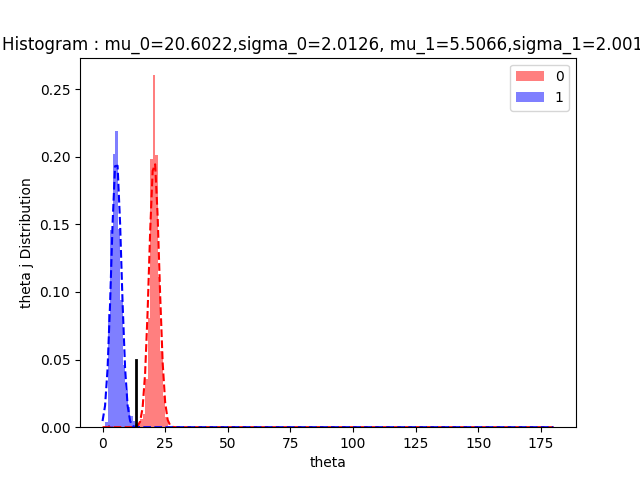 Histogram : mu_0=20.6022,sigma_0=2.0126, mu_1=5.5066,sigma_1=2.001
0
1
0.25
0.20
0.15
0.10
0.05
0.00
theta j Distribution
0 25 50 75 100 125 150 175
theta